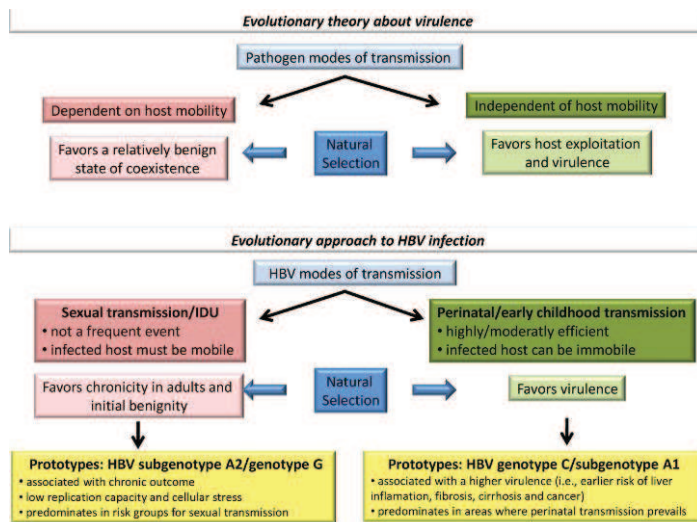 Evolutionary theory about virulence
Pathogen modes of transmission
Dependent on host mobility
Independent of host mobility
Favors a relatively benign
state of coexistence
Natural
Selection
Favors host exploitation
and virulence
Evolutionary approach to HBV infection
HBV modes of transmission
Sexual transmission/IDU
• not a frequent event
• infected host must be mobile
Perinatal/early childhood transmission
• highly/moderatly efficient
• infected host can be immobile
Favors chronicity in adults and
initial benignity
Natural
Selection
Favors virulence
Prototypes: HBV subgenotype A2/genotype G
• associated with chronic outcome
• low replication capacity and cellular stress
• predominates in risk groups for sexual transmission
Prototypes: HBV genotype C/subgenotype A1
• associated with a higher virulence (i.e., earlier risk of liver
inflamation, fibrosis, cirrhosis and cancer)
• predominates in areas where perinatal transmission prevails